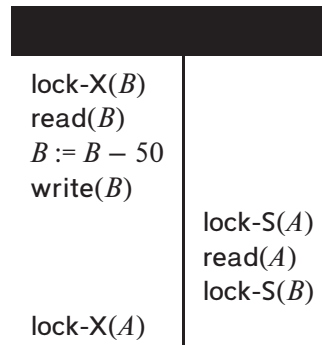 lock-X(B)
read(B)
B := B − 50
write(B)
lock-S(A)
read(A)
lock-S(B)
lock-X(A)